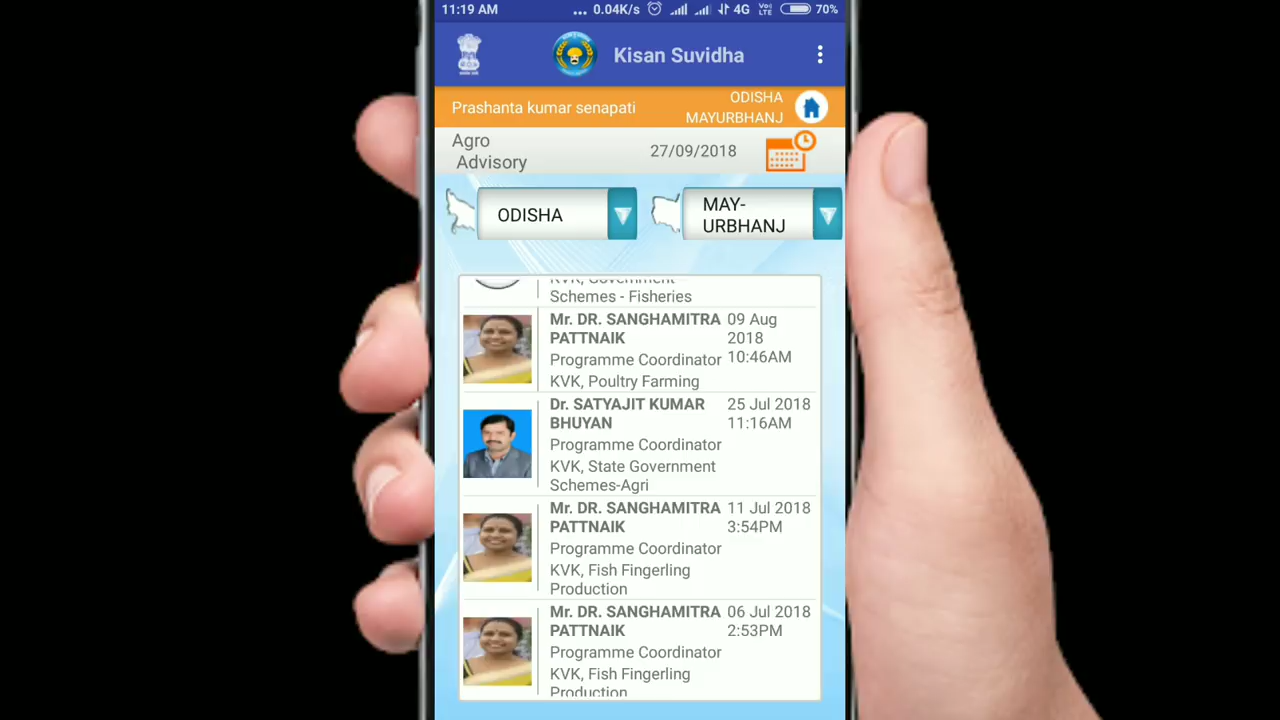 11:19 AM
... 0.04K/s 4G VoLTE 70%
Kisan Suvidha
Prashanta kumar senapati
ODISHA
MAYURBHANJ
Agro
Advisory
27/09/2018
ODISHA
MAY-
URBHANJ
KVK, Government
Schemes - Fisheries
Mr. DR. SANGHAMITRA
PATTNAIK
09 Aug
2018
10:46AM
Programme Coordinator
KVK, Poultry Farming
Dr. SATYAJIT KUMAR
BHUYAN
25 Jul 2018
11:16AM
Programme Coordinator
KVK, State Government
Schemes-Agri
Mr. DR. SANGHAMITRA
PATTNAIK
11 Jul 2018
3:54PM
Programme Coordinator
KVK, Fish Fingerling
Production
Mr. DR. SANGHAMITRA
PATTNAIK
06 Jul 2018
2:53PM
Programme Coordinator
KVK, Fish Fingerling
Production